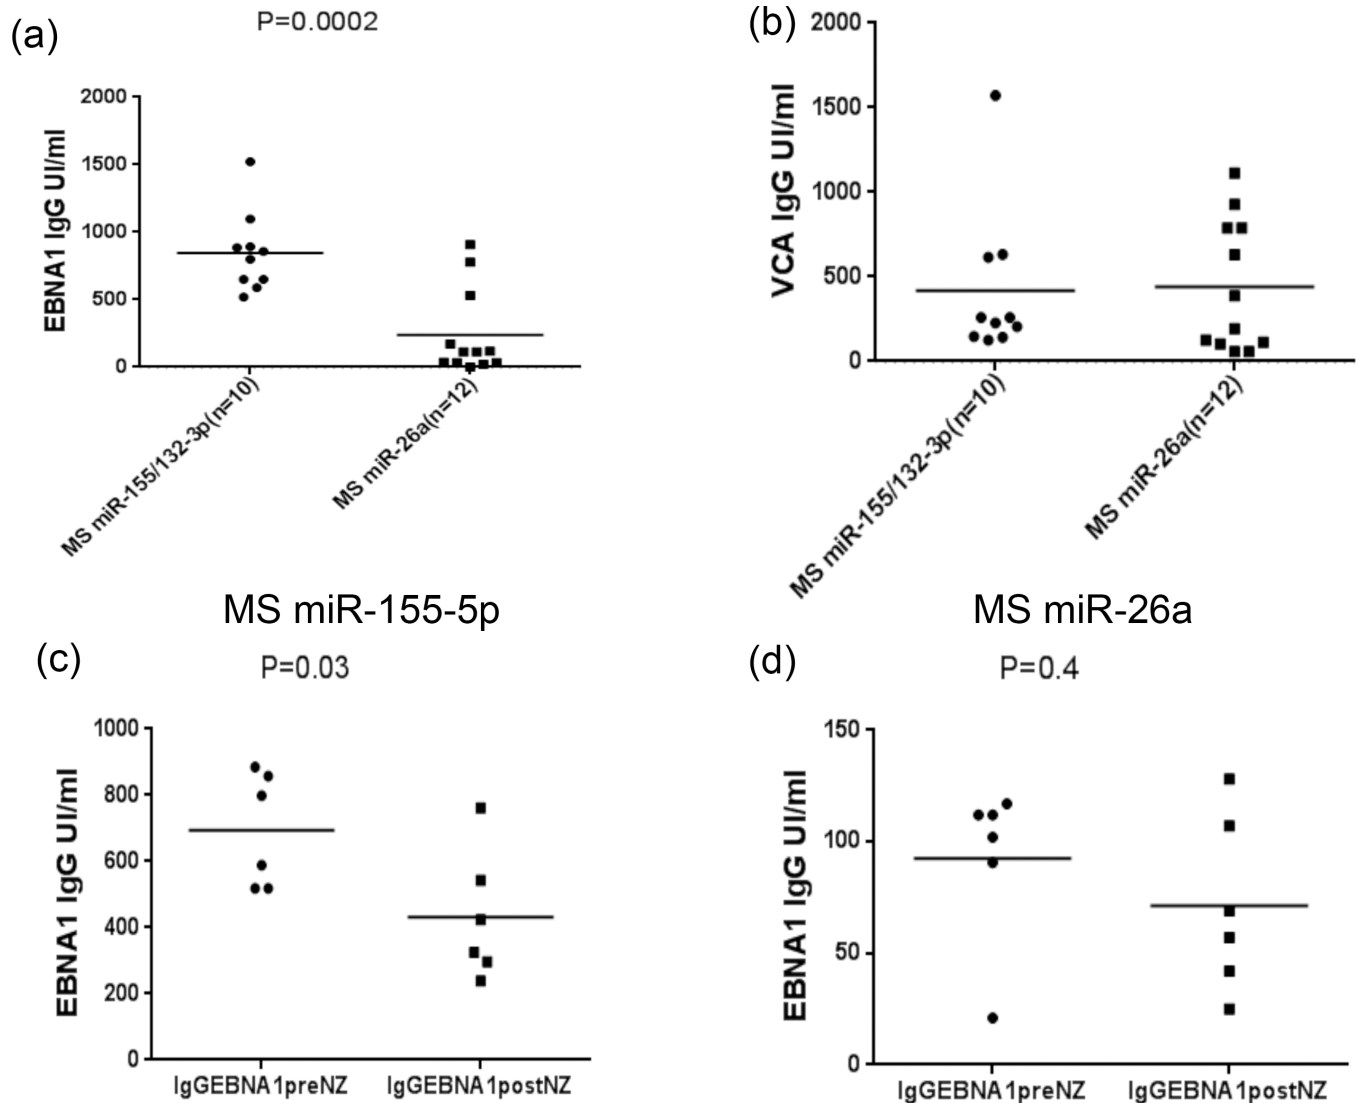 (a)
P=0.0002
EBNA1 IgG UI/ml
2000
1500
1000
500
0
MS miR-155/132-3p(n=10)
MS miR-26a(n=12)
(b)
VCA IgG UI/ml
2000
1500
1000
500
0
MS miR-155/132-3p(n=10)
MS miR-26a(n=12)
MS miR-155-5p
(c)
P=0.03
EBNA1 IgG UI/ml
1000
800
600
400
200
0
IgGEBNA1preNZ
IgGEBNA1postNZ
MS miR-26a
(d)
P=0.4
EBNA1 IgG UI/ml
150
100
50
0
IgGEBNA1preNZ
IgGEBNA1postNZ